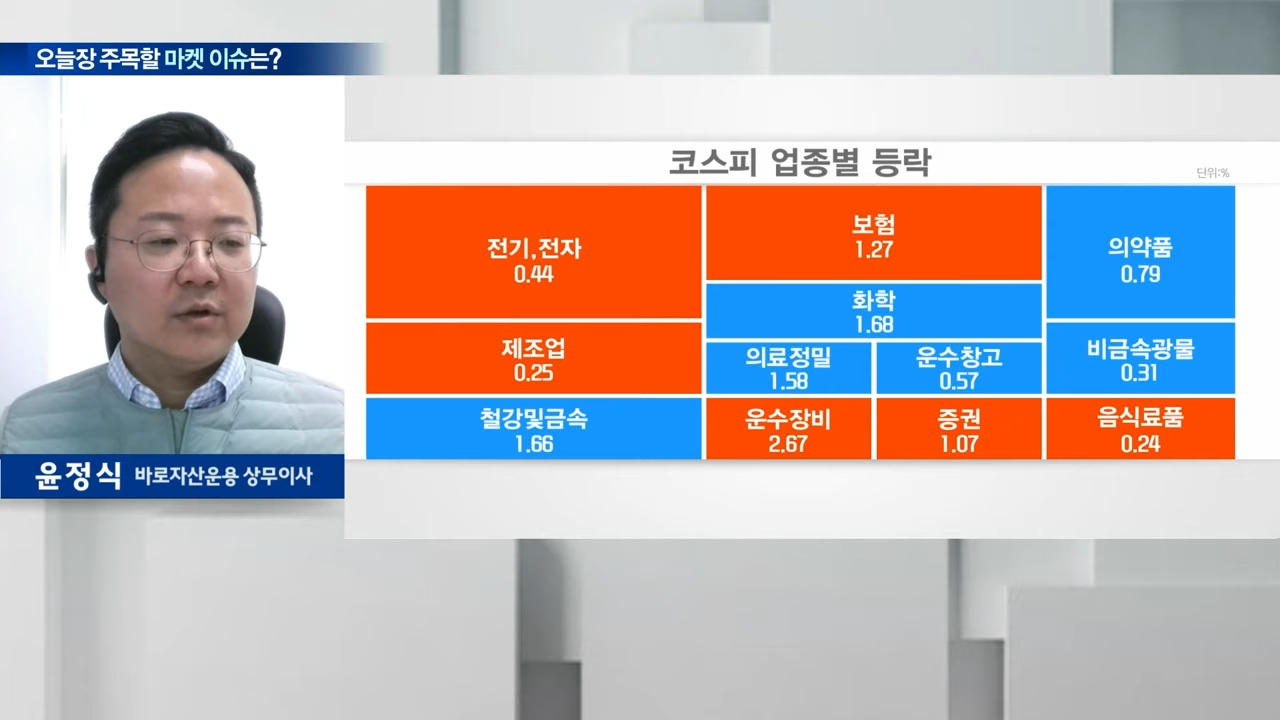 오늘장 주목할 마켓 이슈는?
코스피 업종별 등락
단위:%
전기,전자
0.44
보험
1.27
의약품
0.79
화학
1.68
제조업
0.25
의료정밀
1.58
운수창고
0.57
비금속광물
0.31
철강및금속
1.66
운수장비
2.67
증권
1.07
음식료품
0.24
윤정식 바로자산운용 상무이사